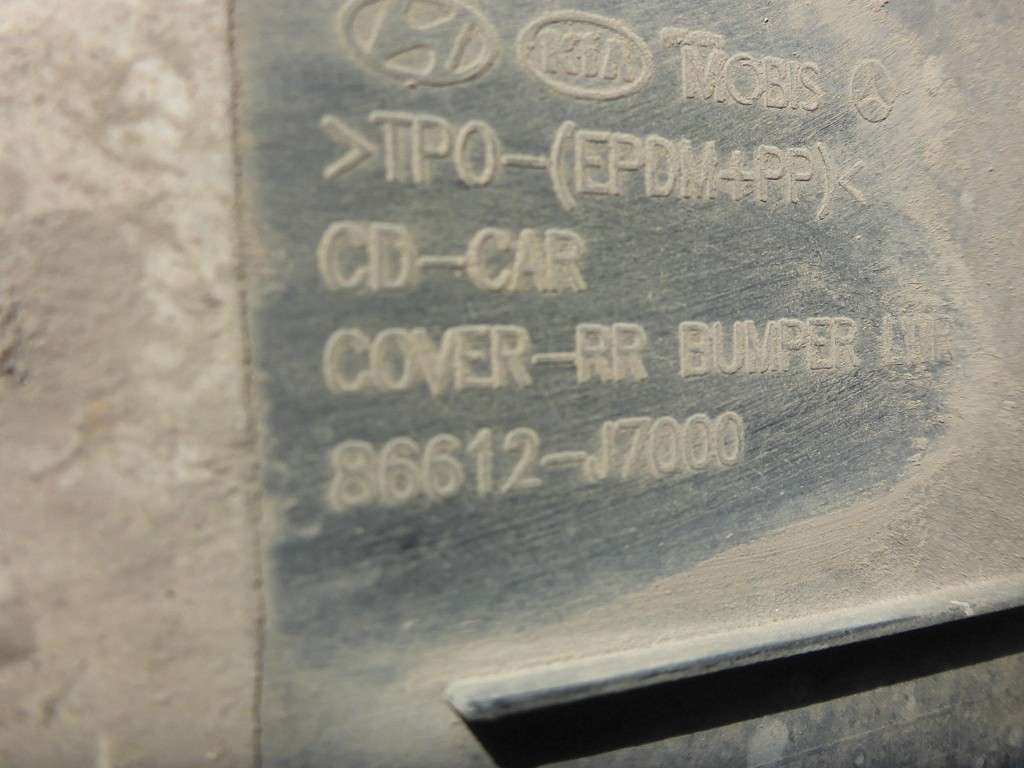 KIA MOBIS
>TPO-(EPDM+PP)<
CD-CAR
COVER-RR BUMPER LWR
86612-J7000